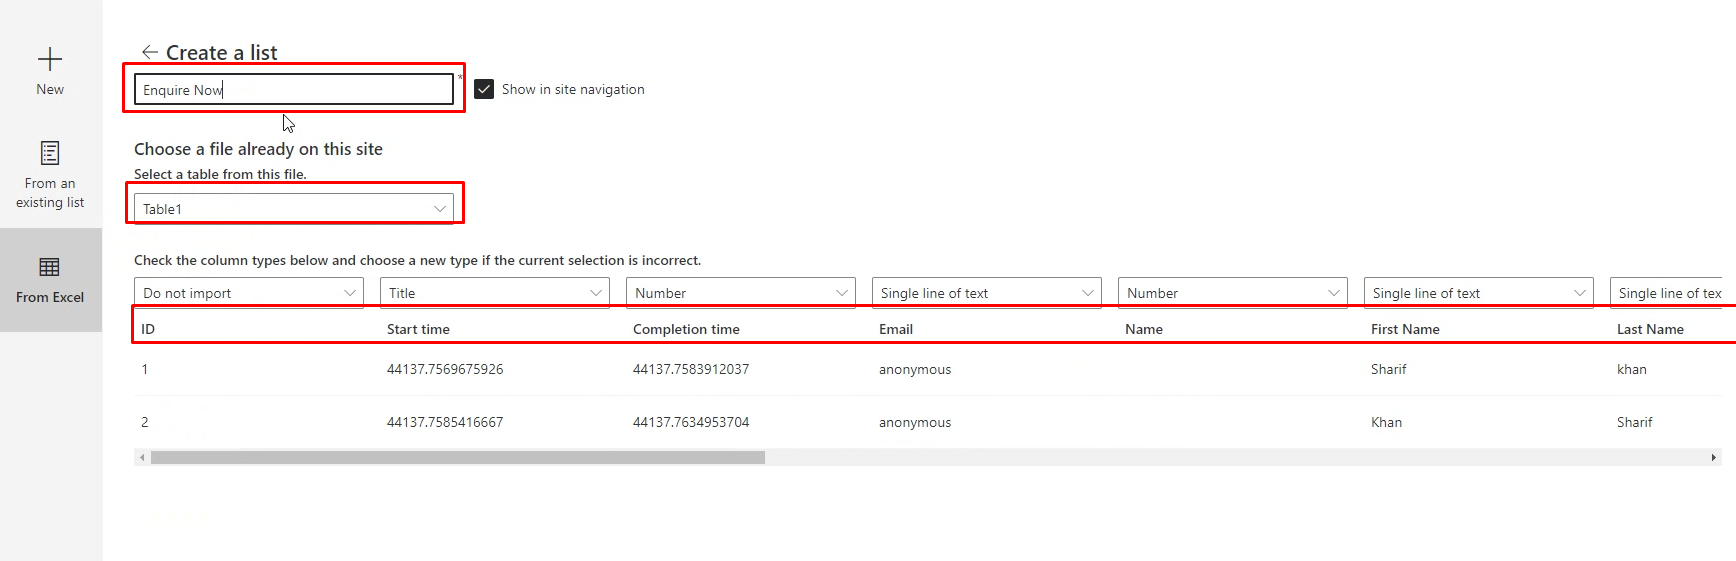 New
From an
existing list
From Excel
Create a list
Enquire Now *
Show in site navigation
Choose a file already on this site
Select a table from this file.
Table1
Check the column types below and choose a new type if the current selection is incorrect.
Do not import Title Number Single line of text Number Single line of text Single line of tex
ID Start time Completion time Email Name First Name Last Name
1 44137.7569675926 44137.7583912037 anonymous Sharif khan
2 44137.7585416667 44137.7634953704 anonymous Khan Sharif